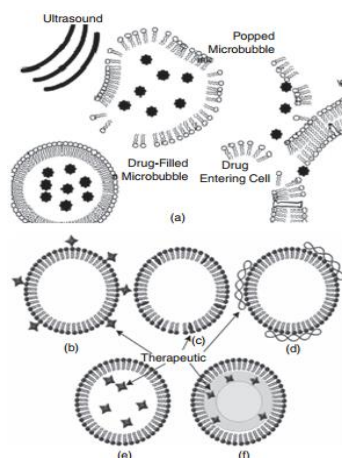 Ultrasound
Popped
Microbubble
Drug-Filled
Microbubble
Drug
Entering Cell
(a)
(b)
(c)
(d)
Therapeutic
(e)
(f)